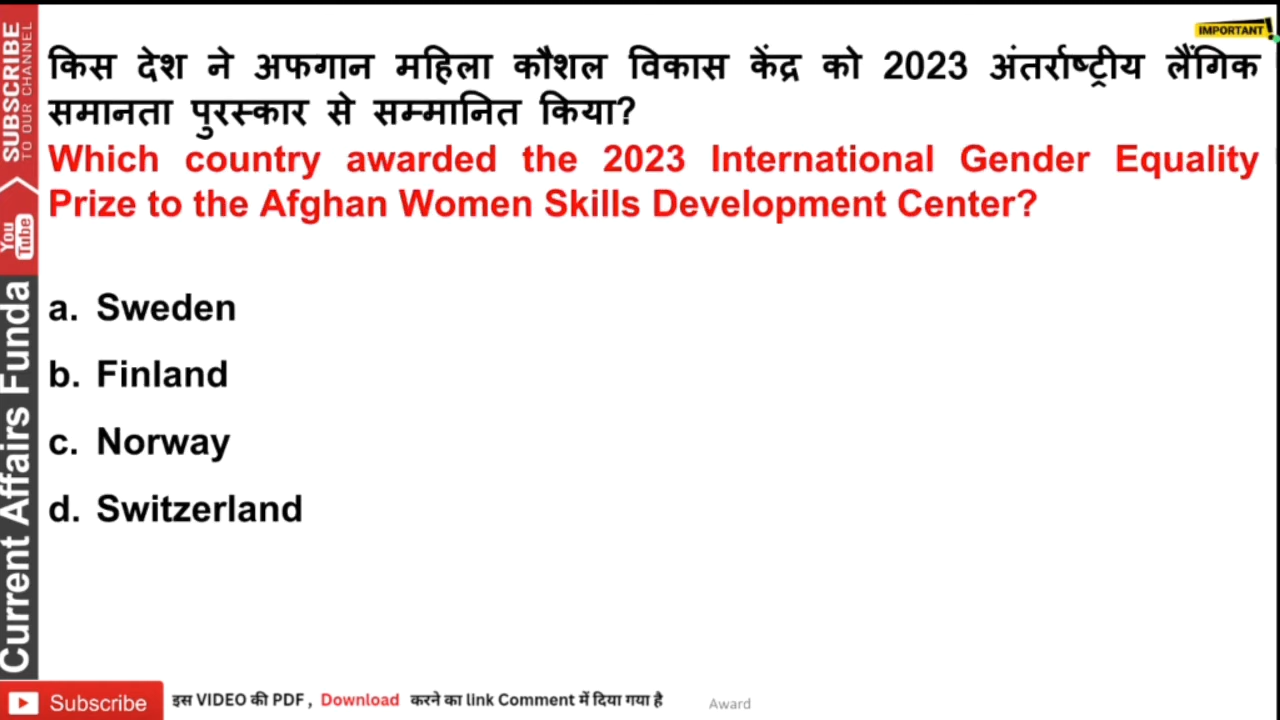 IMPORTANT
किस देश ने अफगान महिला कौशल विकास केंद्र को 2023 अंतर्राष्ट्रीय लैंगिक
समानता पुरस्कार से सम्मानित किया?
Which country awarded the 2023 International Gender Equality
Prize to the Afghan Women Skills Development Center?
a. Sweden
b. Finland
c. Norway
d. Switzerland
SUBSCRIBE
TO OUR CHANNEL
You
Tube
Current Affairs Funda
Subscribe
इस VIDEO की PDF , Download करने का link Comment में दिया गया है
Award